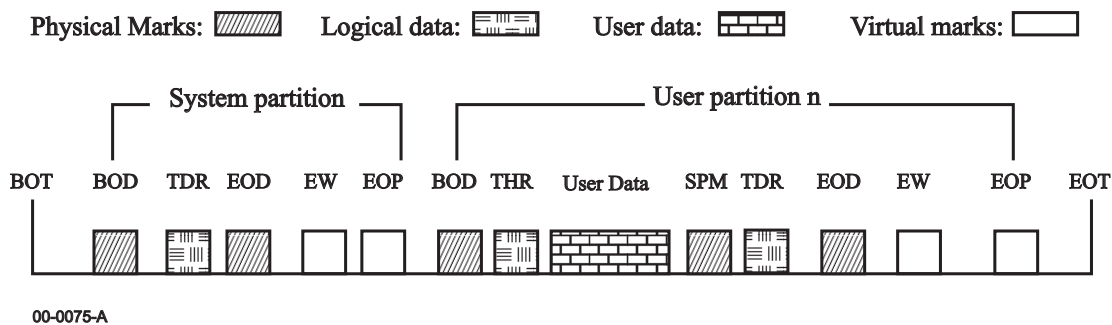 Physical Marks: Logical data: User data: Virtual marks:
System partition User partition n
BOT BOD TDR EOD EW EOP BOD THR User Data SPM TDR EOD EW EOP EOT
00-0075-A